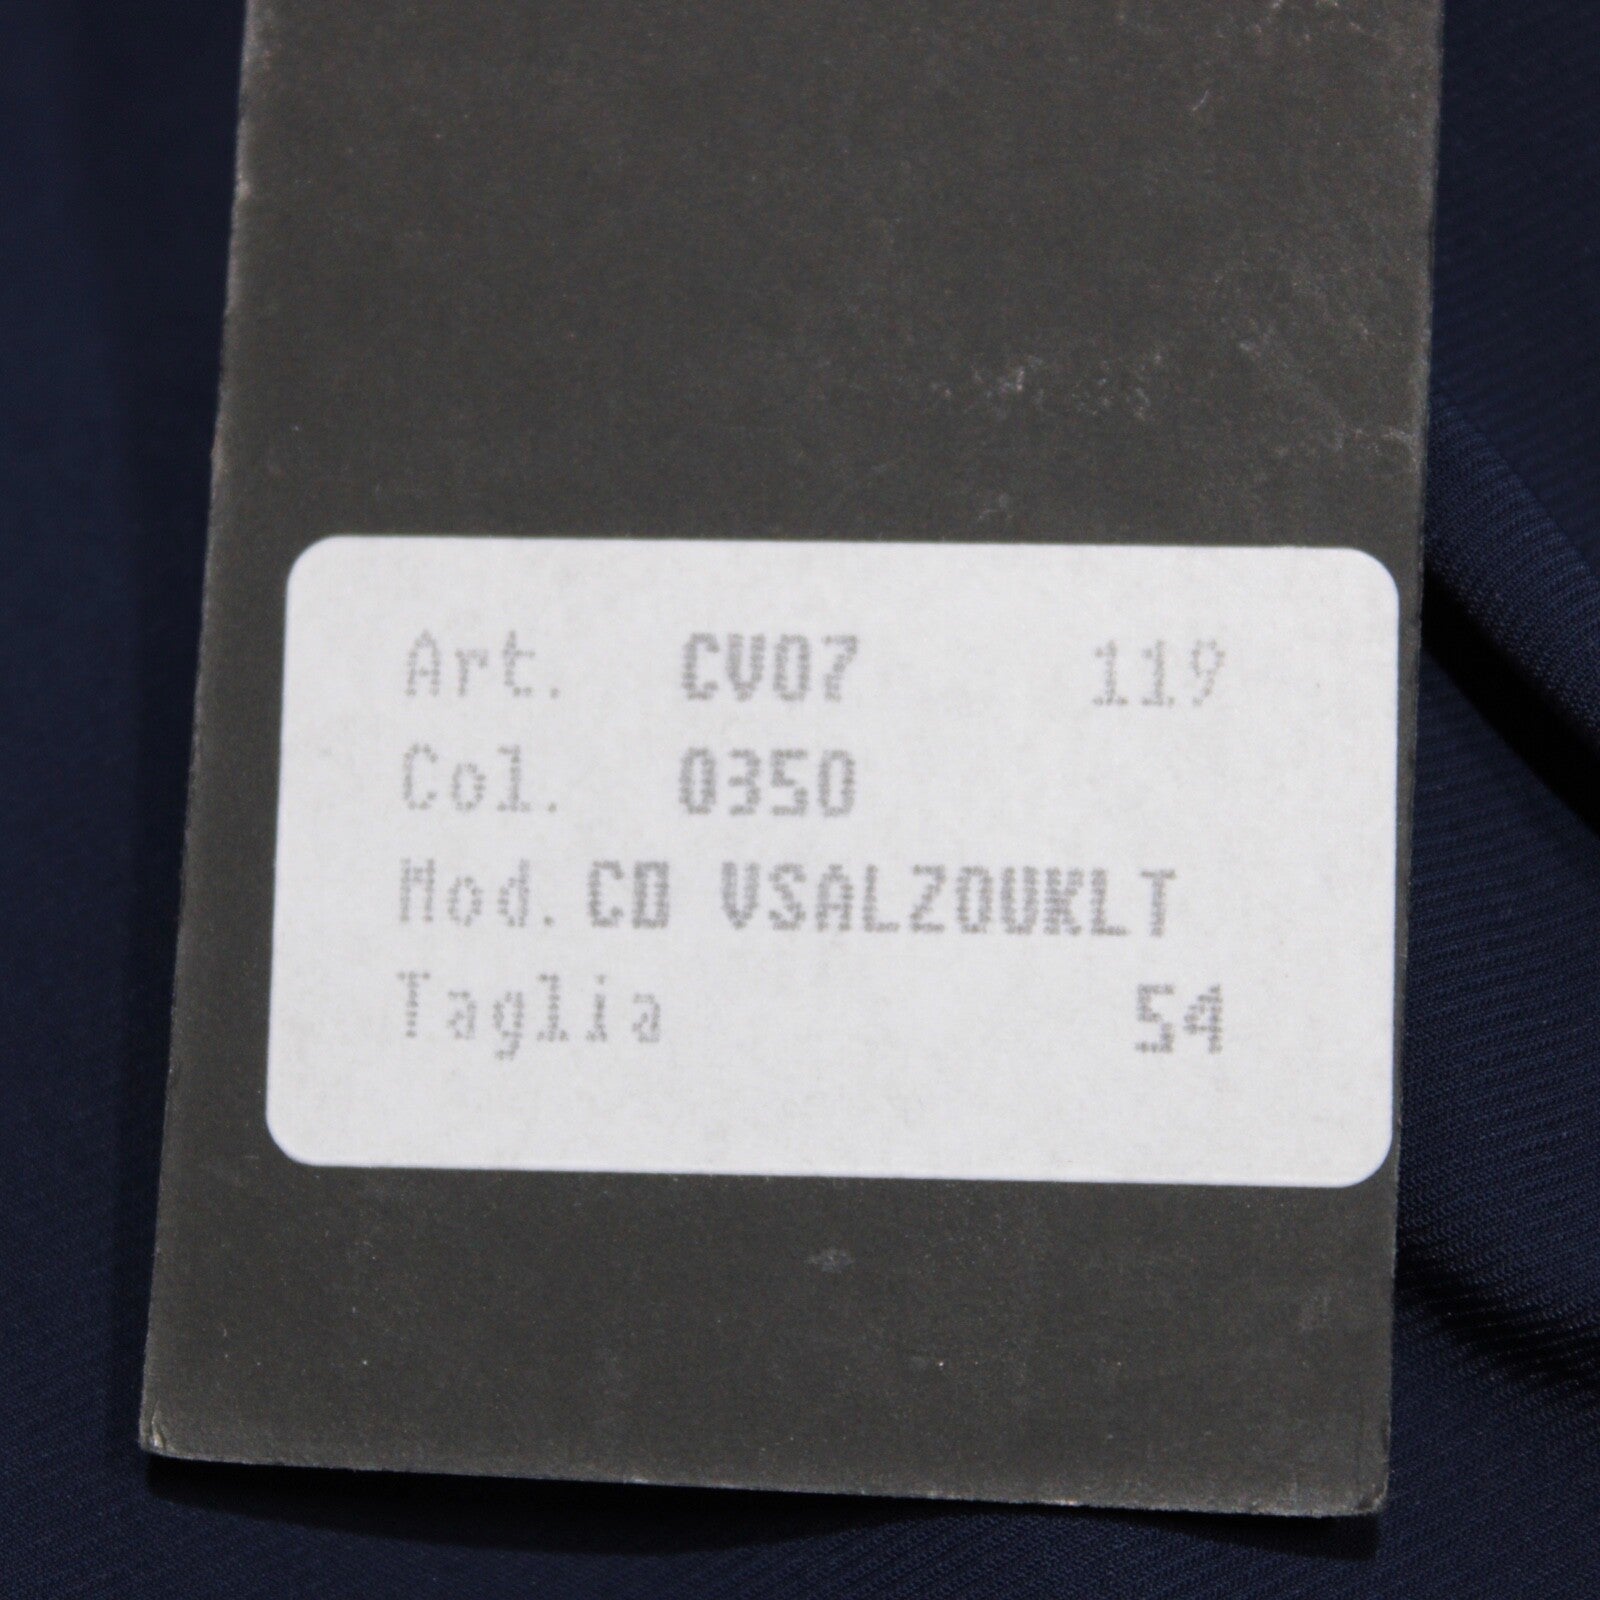 Art. CV07 119
Col. 0350
Mod. CD VSALZOUKLT
Taglia 54